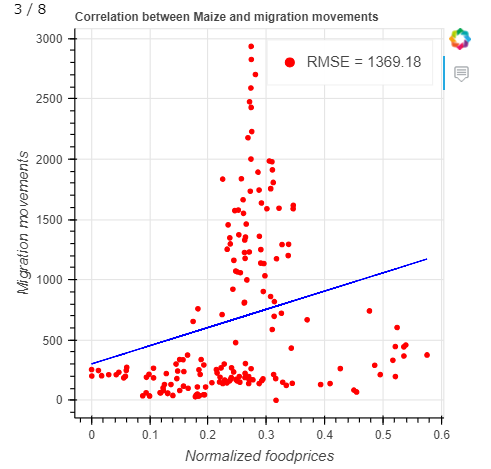 3 / 8
Correlation between Maize and migration movements
3000
2500
2000
1500
1000
500
0
Migration movements
RMSE = 1369.18
0
0.1
0.2
0.3
0.4
0.5
0.6
Normalized foodprices